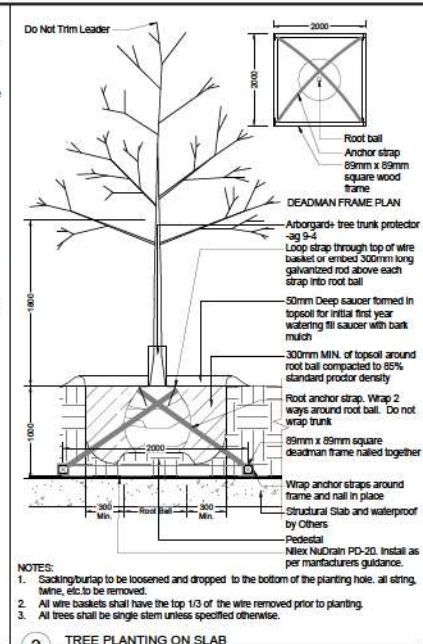 Do Not Trim Leader
2000
2000
Root ball
Anchor strap
89mm x 89mm
square wood
frame
DEADMAN FRAME PLAN
Arborgard+ tree trunk protector
-ag 9-4
Loop strap through top of wire
basket or embed 300mm long
galvanized rod above each
strap into root ball
50mm Deep saucer formed in
topsoil for initial first year
watering fill saucer with bark
mulch
300mm MIN. of topsoil around
root ball compacted to 85%
standard proctor density
Root anchor strap. Wrap 2
ways around root ball. Do not
wrap trunk
89mm x 89mm square
deadman frame nailed together
Wrap anchor straps around
frame and nail in place
Structural Slab and waterproof
by Others
Pedestal
Nilex NuDrain PD-20. Install as
per manfacturers guidance.
1800
1000
2000
300
Min.
Root Ball
300
Min.
NOTES:
1. Sacking/burlap to be loosened and dropped to the bottom of the planting hole. all string,
twine, etc.to be removed.
2. All wire baskets shall have the top 1/3 of the wire removed prior to planting.
3. All trees shall be single stem unless specified otherwise.
TREE PLANTING ON SLAB